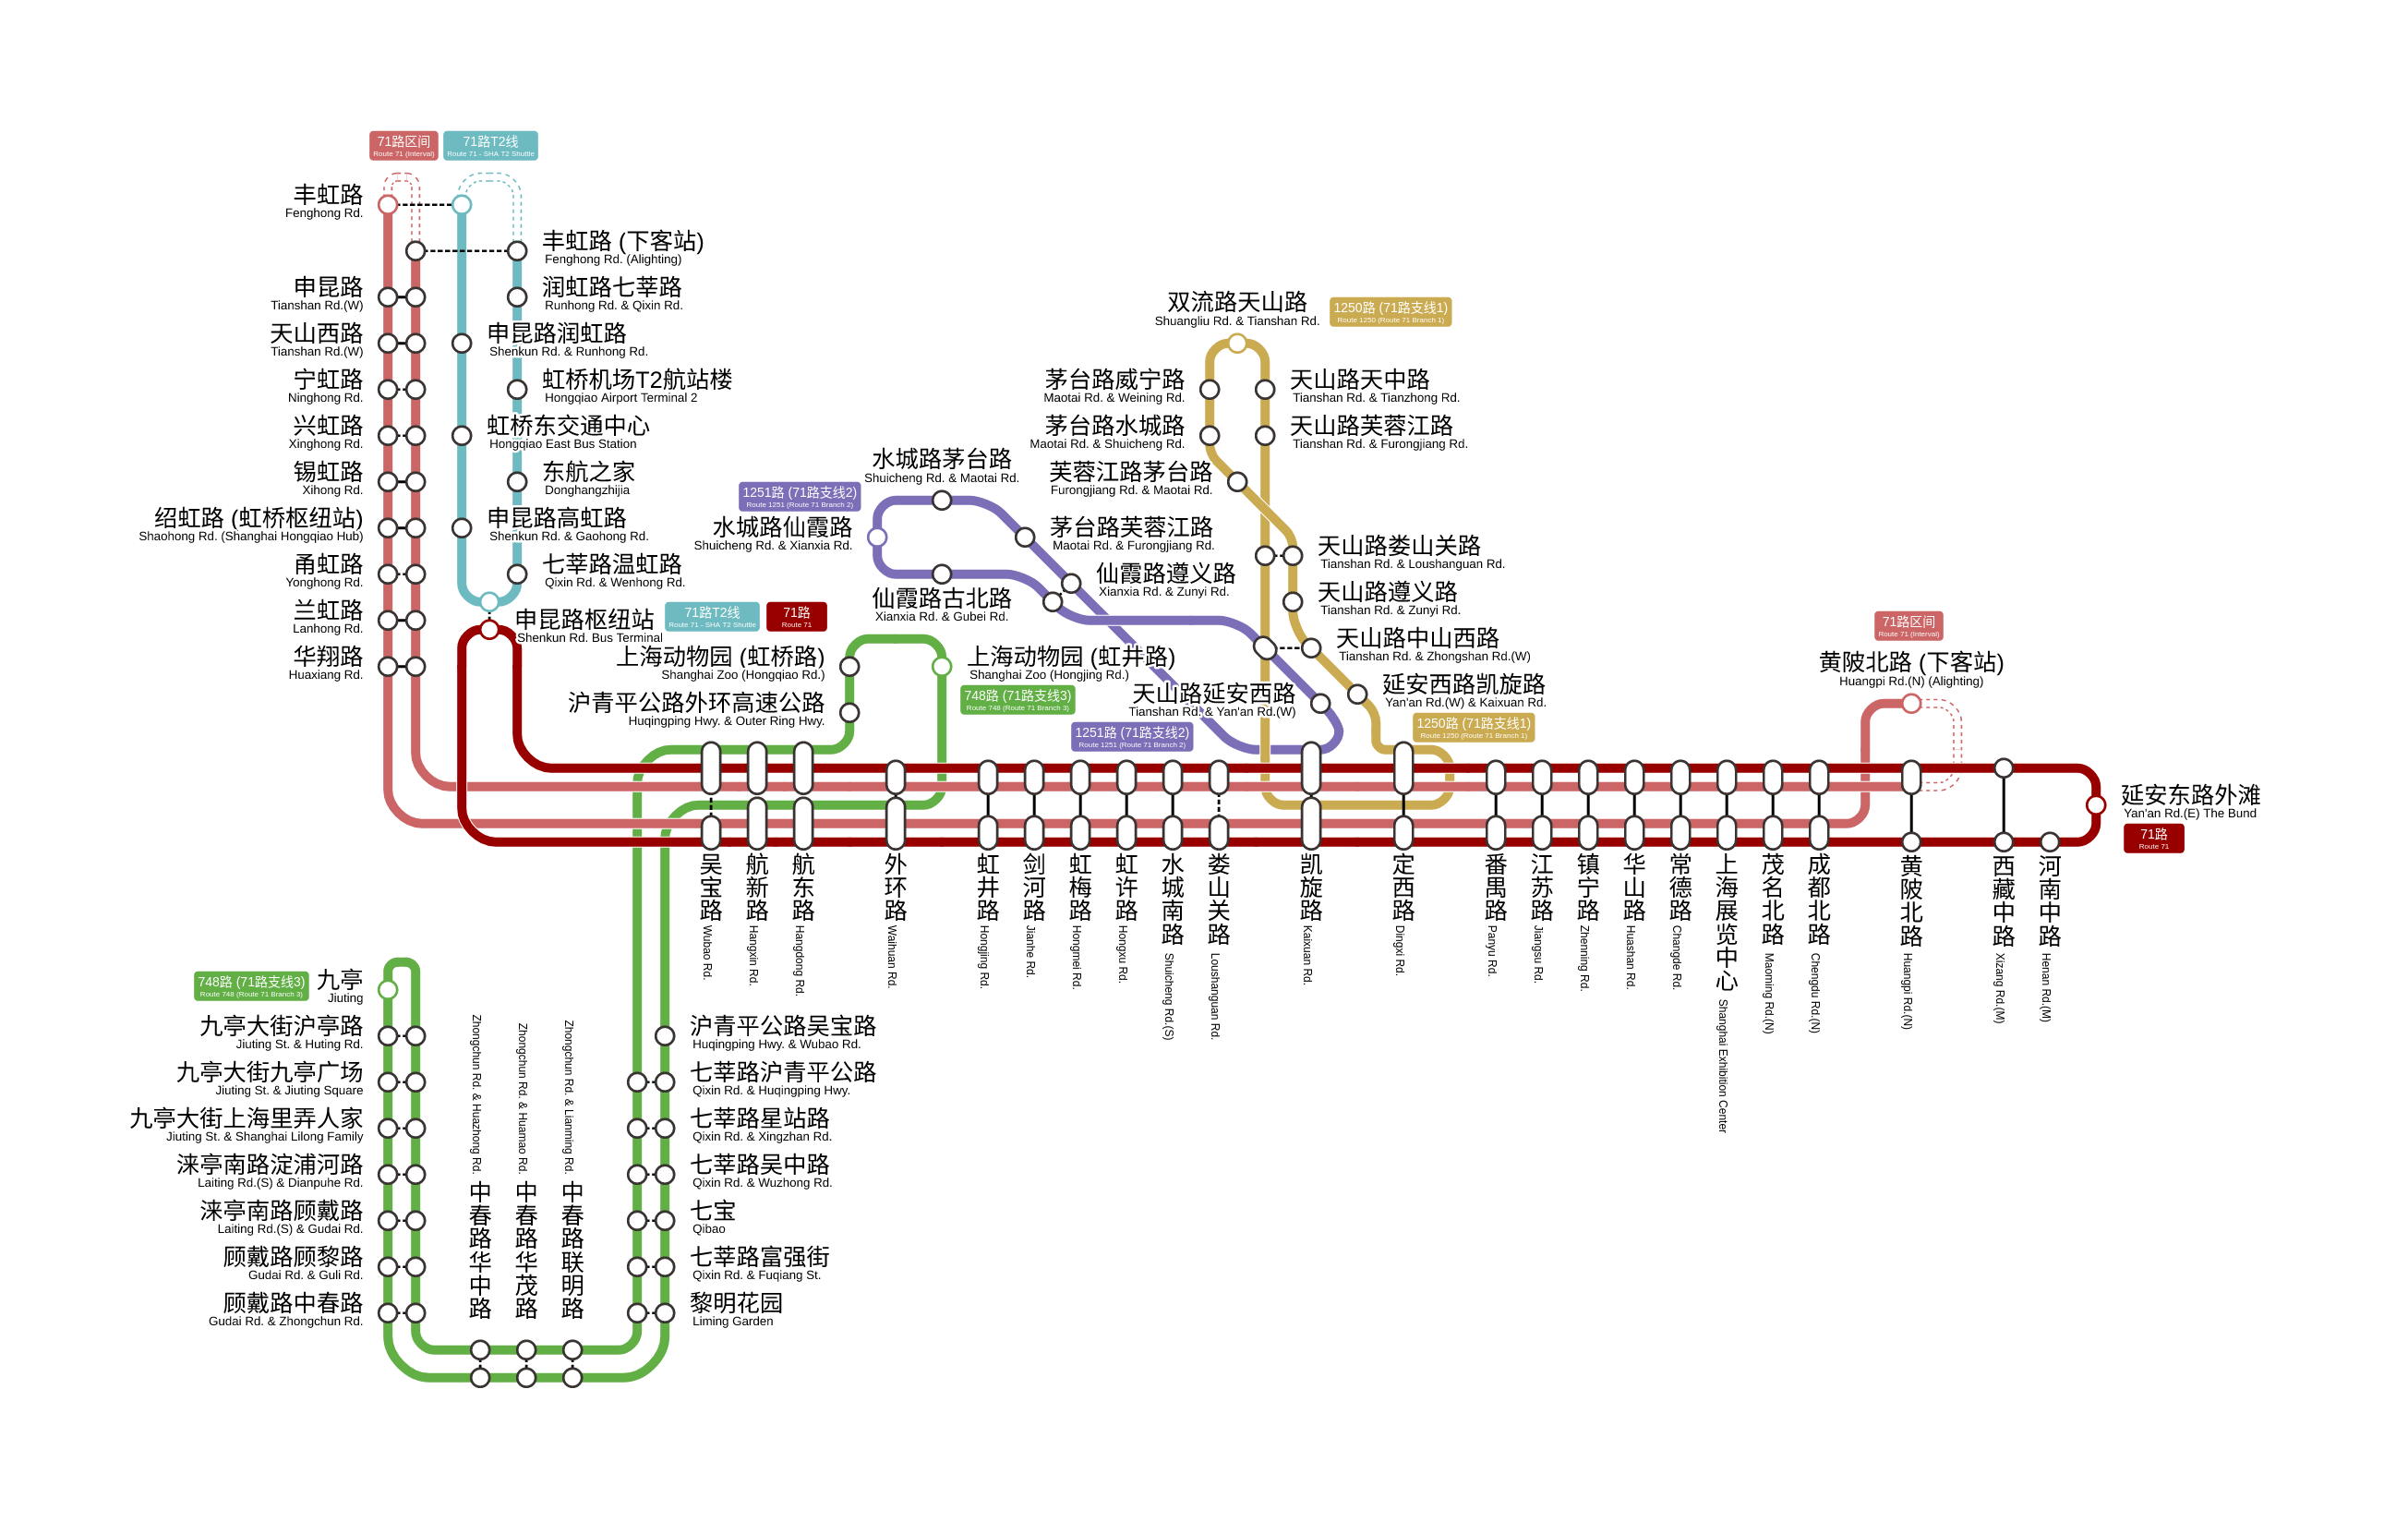 71路区间
Route 71 (Interval)
71路T2线
Route 71 - SHA T2 Shuttle
丰虹路
Fenghong Rd.
丰虹路 (下客站)
Fenghong Rd. (Alighting)
申昆路
Tianshan Rd.(W)
润虹路七莘路
Runhong Rd. & Qixin Rd.
天山西路
Tianshan Rd.(W)
申昆路润虹路
Shenkun Rd. & Runhong Rd.
宁虹路
Ninghong Rd.
虹桥机场T2航站楼
Hongqiao Airport Terminal 2
兴虹路
Xinghong Rd.
虹桥东交通中心
Hongqiao East Bus Station
锡虹路
Xihong Rd.
东航之家
Donghangzhijia
绍虹路 (虹桥枢纽站)
Shaohong Rd. (Shanghai Hongqiao Hub)
申昆路高虹路
Shenkun Rd. & Gaohong Rd.
甬虹路
Yonghong Rd.
七莘路温虹路
Qixin Rd. & Wenhong Rd.
兰虹路
Lanhong Rd.
申昆路枢纽站
Shenkun Rd. Bus Terminal
71路T2线
Route 71 - SHA T2 Shuttle
71路
Route 71
华翔路
Huaxiang Rd.
双流路天山路
Shuangliu Rd. & Tianshan Rd.
1250路 (71路支线1)
Route 1250 (Route 71 Branch 1)
茅台路威宁路
Maotai Rd. & Weining Rd.
天山路天中路
Tianshan Rd. & Tianzhong Rd.
茅台路水城路
Maotai Rd. & Shuicheng Rd.
天山路芙蓉江路
Tianshan Rd. & Furongjiang Rd.
芙蓉江路茅台路
Furongjiang Rd. & Maotai Rd.
天山路娄山关路
Tianshan Rd. & Loushanguan Rd.
天山路遵义路
Tianshan Rd. & Zunyi Rd.
天山路中山西路
Tianshan Rd. & Zhongshan Rd.(W)
延安西路凯旋路
Yan'an Rd.(W) & Kaixuan Rd.
1250路 (71路支线1)
Route 1250 (Route 71 Branch 1)
水城路茅台路
Shuicheng Rd. & Maotai Rd.
1251路 (71路支线2)
Route 1251 (Route 71 Branch 2)
水城路仙霞路
Shuicheng Rd. & Xianxia Rd.
茅台路芙蓉江路
Maotai Rd. & Furongjiang Rd.
仙霞路遵义路
Xianxia Rd. & Zunyi Rd.
仙霞路古北路
Xianxia Rd. & Gubei Rd.
天山路延安西路
Tianshan Rd. & Yan'an Rd.(W)
1251路 (71路支线2)
Route 1251 (Route 71 Branch 2)
上海动物园 (虹桥路)
Shanghai Zoo (Hongqiao Rd.)
上海动物园 (虹井路)
Shanghai Zoo (Hongjing Rd.)
748路 (71路支线3)
Route 748 (Route 71 Branch 3)
沪青平公路外环高速公路
Huqingping Hwy. & Outer Ring Hwy.
71路区间
Route 71 (Interval)
黄陂北路 (下客站)
Huangpi Rd.(N) (Alighting)
延安东路外滩
Yan'an Rd.(E) The Bund
71路
Route 71
吴宝路
Wubao Rd.
航新路
Hangxin Rd.
航东路
Hangdong Rd.
外环路
Waihuan Rd.
虹井路
Hongjing Rd.
剑河路
Jianhe Rd.
虹梅路
Hongmei Rd.
虹许路
Hongxu Rd.
水城南路
Shuicheng Rd.(S)
娄山关路
Loushanguan Rd.
凯旋路
Kaixuan Rd.
定西路
Dingxi Rd.
番禺路
Panyu Rd.
江苏路
Jiangsu Rd.
镇宁路
Zhenning Rd.
华山路
Huashan Rd.
常德路
Changde Rd.
上海展览中心
Shanghai Exhibition Center
茂名北路
Maoming Rd.(N)
成都北路
Chengdu Rd.(N)
黄陂北路
Huangpi Rd.(N)
西藏中路
Xizang Rd.(M)
河南中路
Henan Rd.(M)
748路 (71路支线3)
Route 748 (Route 71 Branch 3)
九亭
Jiuting
九亭大街沪亭路
Jiuting St. & Huting Rd.
九亭大街九亭广场
Jiuting St. & Jiuting Square
九亭大街上海里弄人家
Jiuting St. & Shanghai Lilong Family
涞亭南路淀浦河路
Laiting Rd.(S) & Dianpuhe Rd.
涞亭南路顾戴路
Laiting Rd.(S) & Gudai Rd.
顾戴路顾黎路
Gudai Rd. & Guli Rd.
顾戴路中春路
Gudai Rd. & Zhongchun Rd.
Zhongchun Rd. & Huazhong Rd.
中春路华中路
Zhongchun Rd. & Huamao Rd.
中春路华茂路
Zhongchun Rd. & Lianming Rd.
中春路联明路
沪青平公路吴宝路
Huqingping Hwy. & Wubao Rd.
七莘路沪青平公路
Qixin Rd. & Huqingping Hwy.
七莘路星站路
Qixin Rd. & Xingzhan Rd.
七莘路吴中路
Qixin Rd. & Wuzhong Rd.
七宝
Qibao
七莘路富强街
Qixin Rd. & Fuqiang St.
黎明花园
Liming Garden